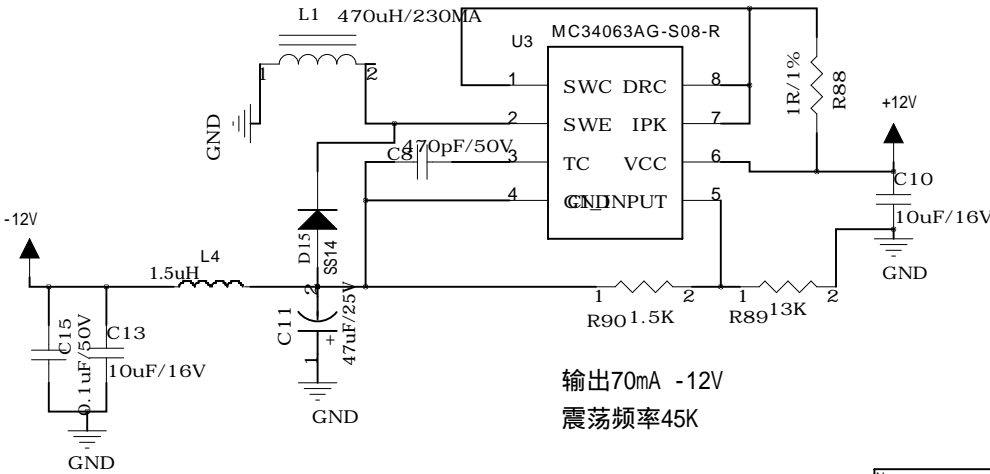 L1 470uH/230MA
U3 MC34063AG-S08-R
1 2
GND
1 SWC DRC 8
2 SWE IPK 7
3 TC VCC 6
4 GND INPUT 5
1R/1% R88
+12V
C8 470pF/50V
C10
10uF/16V
GND
-12V
L4
1.5uH
D15 SS14
C15 0.1uF/50V
C13
10uF/16V
GND
2
C11 47uF/25V
+
1
GND
1 2
R90 1.5K
1 2
R89 13K
输出70mA -12V
震荡频率45K